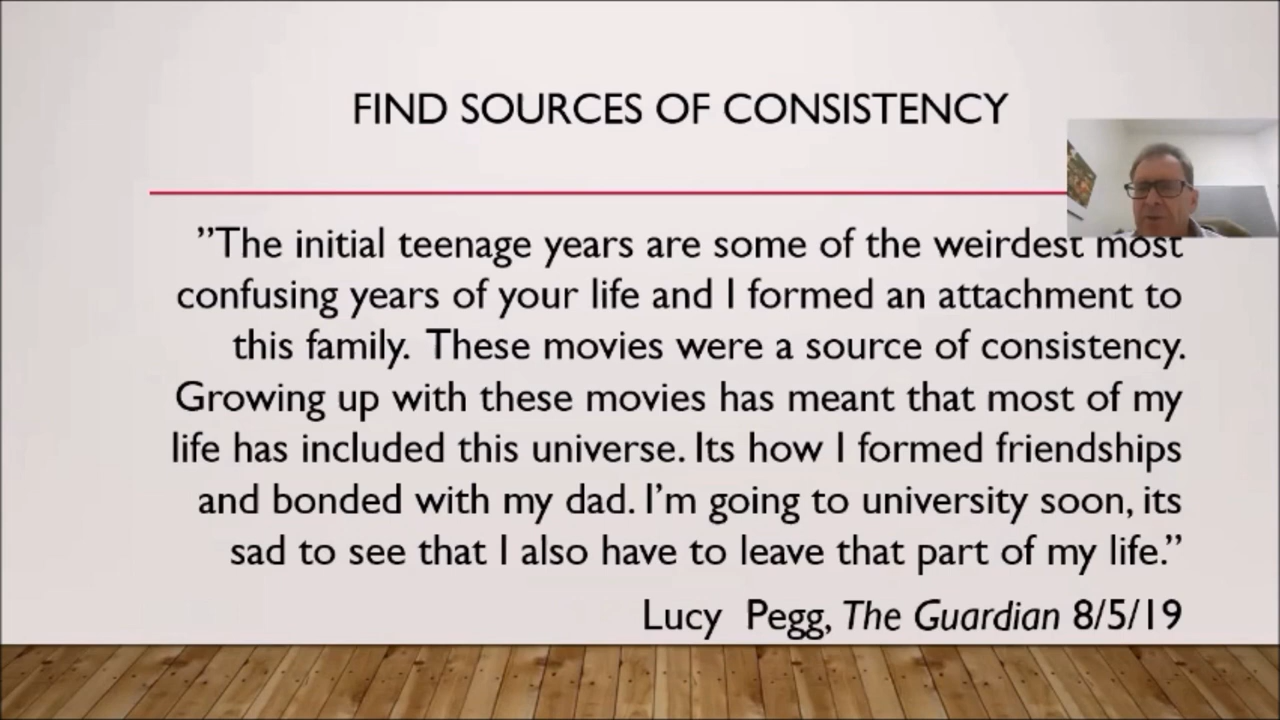 FIND SOURCES OF CONSISTENCY
”The initial teenage years are some of the weirdest most
confusing years of your life and I formed an attachment to
this family.  These movies were a source of consistency.
Growing up with these movies has meant that most of my
life has included this universe. Its how I formed friendships
and bonded with my dad. I’m going to university soon, its
sad to see that I also have to leave that part of my life.”
Lucy  Pegg, The Guardian 8/5/19